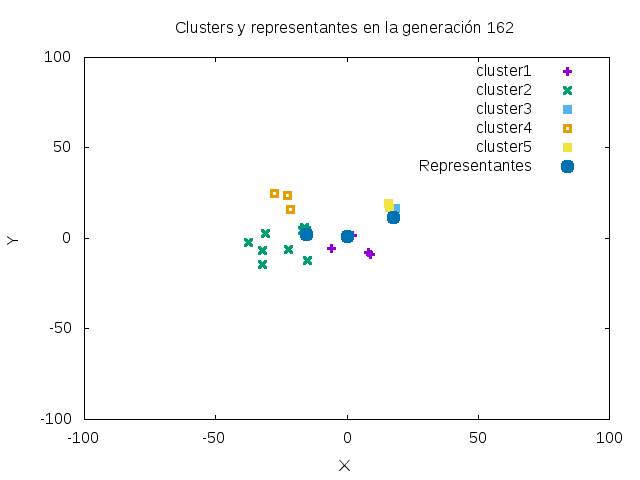 Clusters y representantes en la generación 162
100
50
0
-50
-100
-100
-50
0
50
100
Y
X
cluster1
cluster2
cluster3
cluster4
cluster5
Representantes